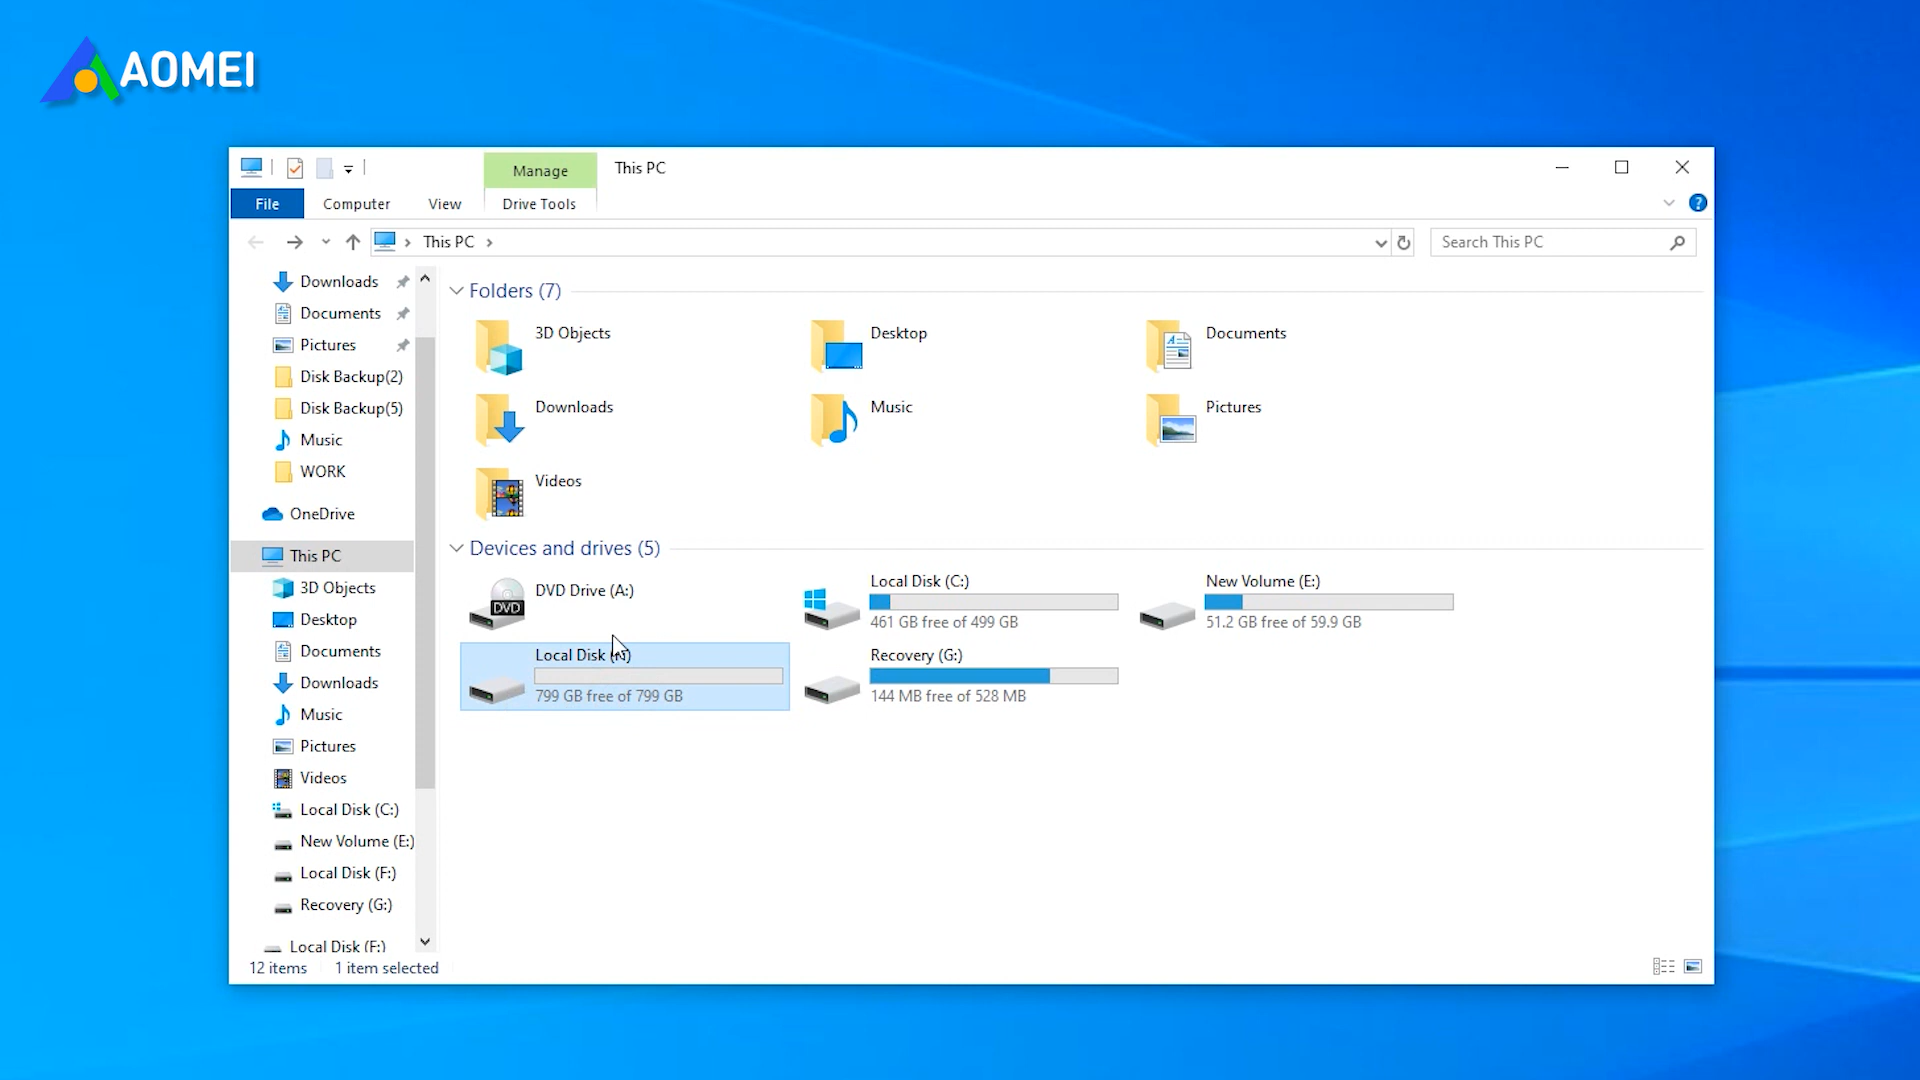 AOMEI
Manage
This PC
File
Computer
View
Drive Tools
?
This PC
Search This PC
Downloads
Documents
Pictures
Disk Backup(2)
Disk Backup(5)
Music
WORK
OneDrive
This PC
3D Objects
Desktop
Documents
Downloads
Music
Pictures
Videos
Local Disk (C:)
New Volume (E:)
Local Disk (F:)
Recovery (G:)
Local Disk (F:)
Folders (7)
3D Objects
Desktop
Documents
Downloads
Music
Pictures
Videos
Devices and drives (5)
DVD Drive (A:)
DVD
Local Disk (C:)
461 GB free of 499 GB
New Volume (E:)
51.2 GB free of 59.9 GB
Local Disk
799 GB free of 799 GB
Recovery (G:)
144 MB free of 528 MB
12 items
1 item selected